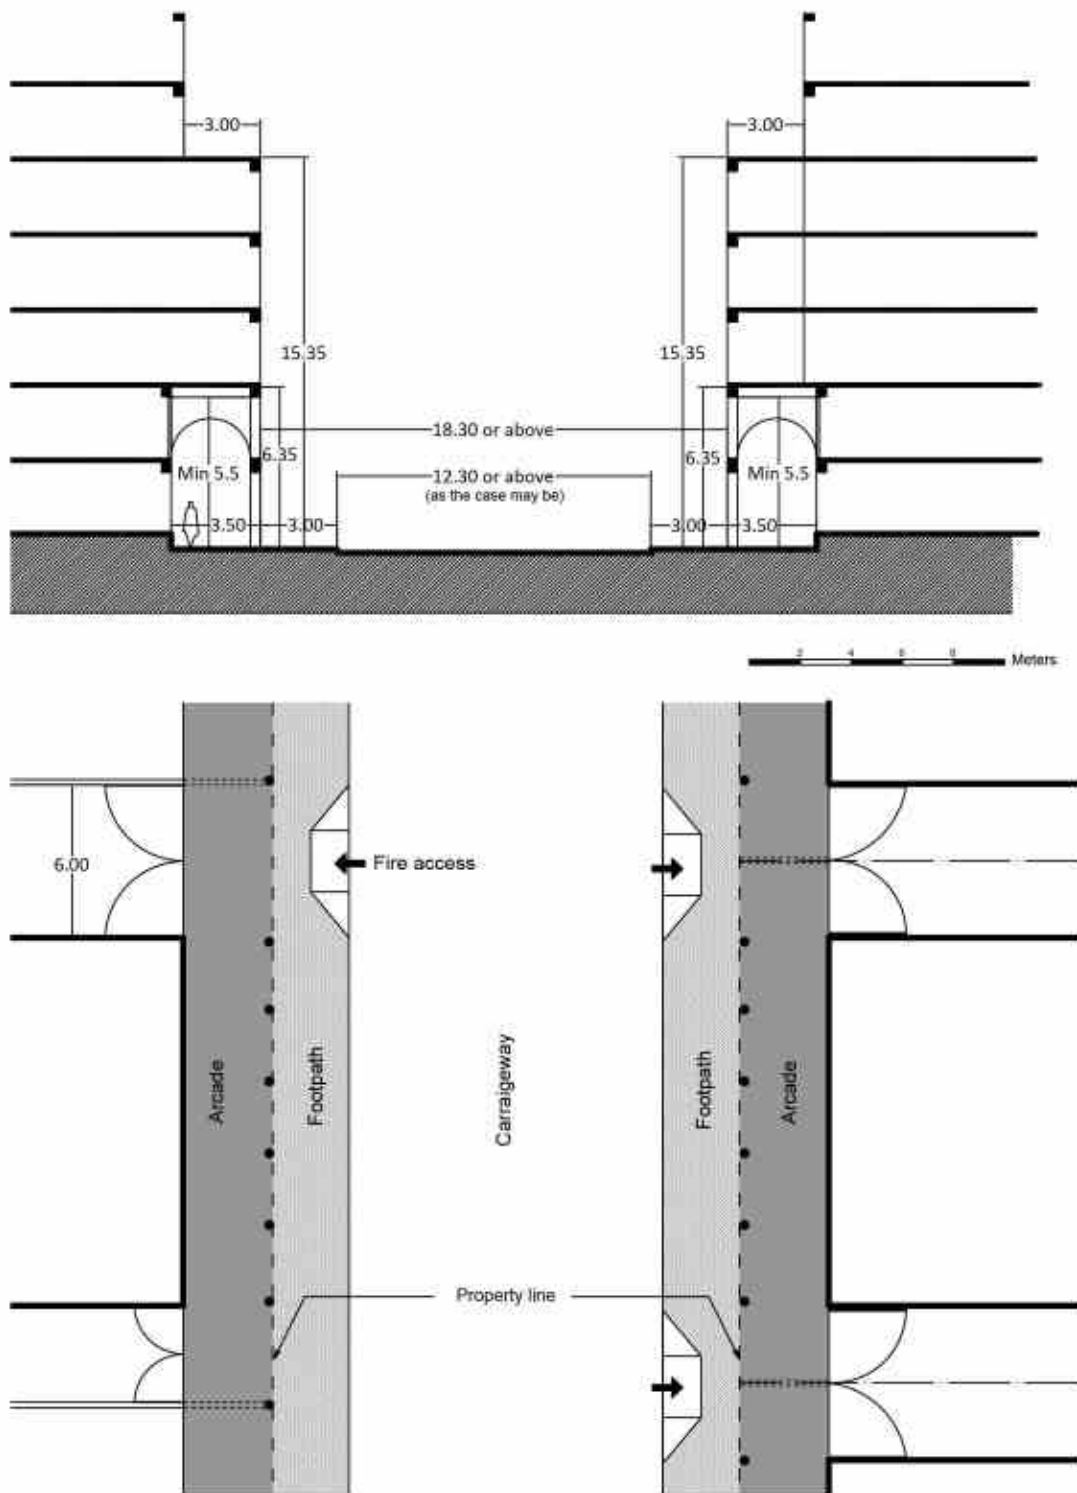 3.00
3.00
15.35
15.35
18.30 or above
6.35
6.35
Min 5.5
12.30 or above
(as the case may be)
Min 5.5
3.50
3.00
3.00
3.50
2 4 6 8
Meters
6.00
Fire access
Arcade
Footpath
Carraigeway
Footpath
Arcade
Property line